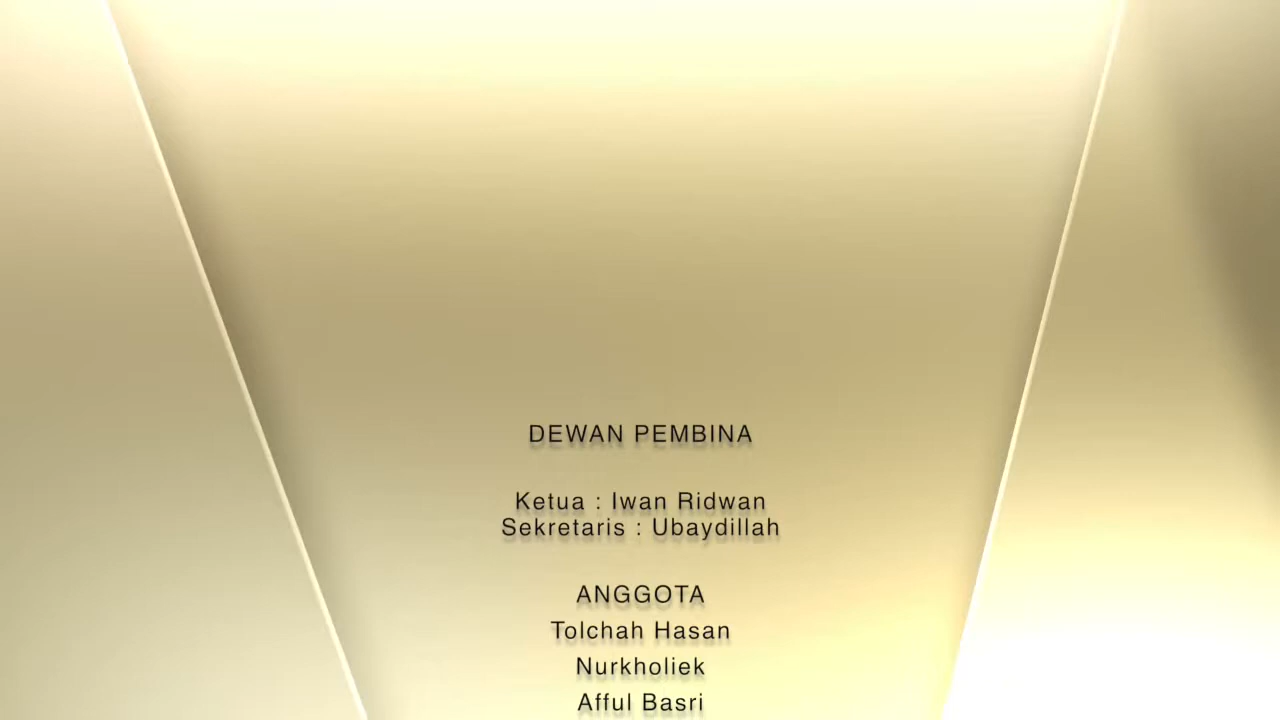 DEWAN PEMBINA
Ketua : Iwan Ridwan
Sekretaris : Ubaydillah
ANGGOTA
Tolchah Hasan
Nurkholiek
Afful Basri